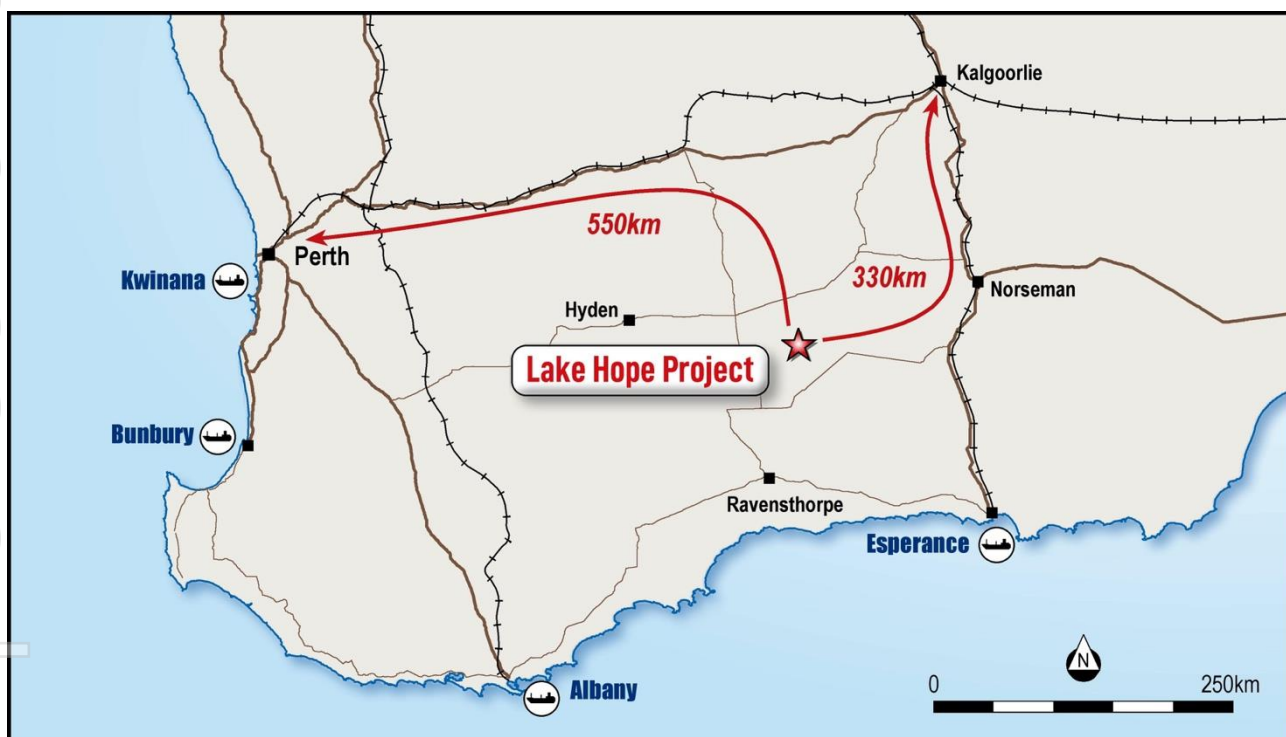 Kalgoorlie
550km
Perth
330km
Kwinana
Norseman
Hyden
Lake Hope Project
Bunbury
Ravensthorpe
Esperance
N
Albany
0 250km